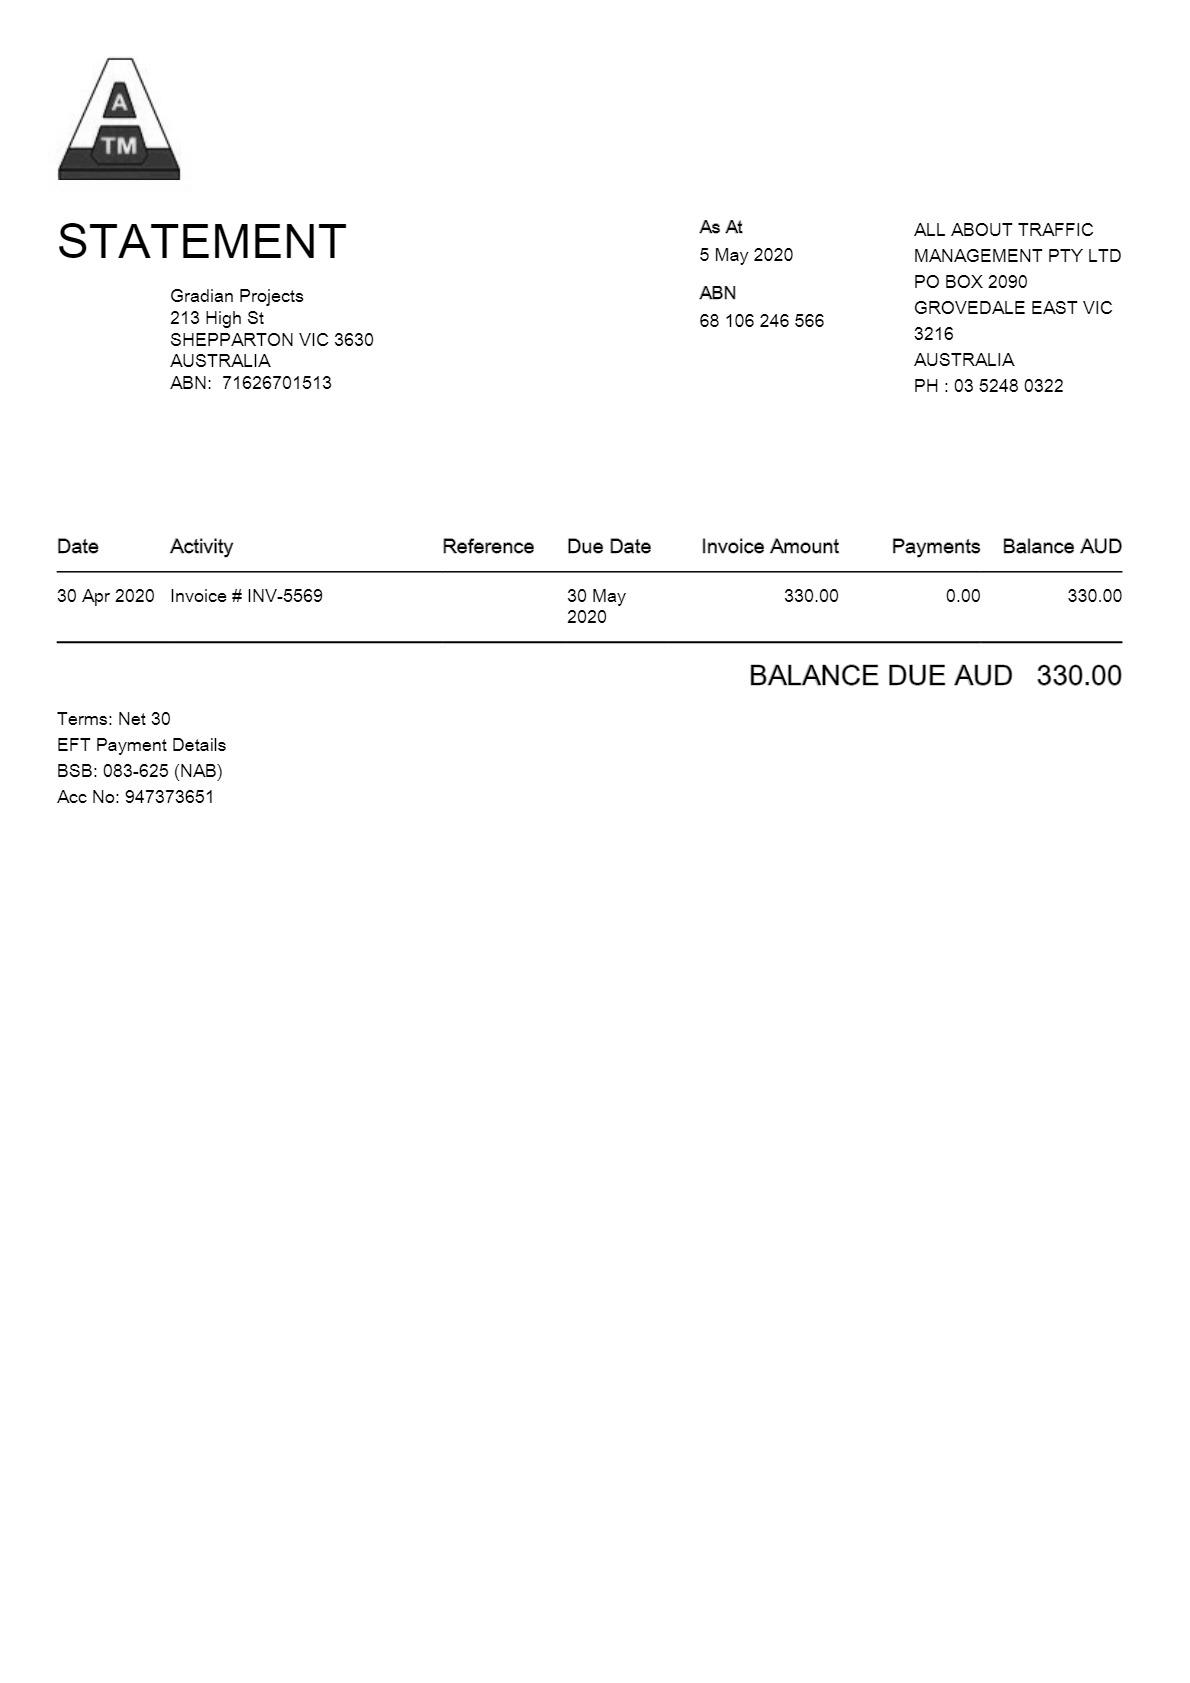 A
TM
STATEMENT
Gradian Projects
213 High St
SHEPPARTON VIC 3630
AUSTRALIA
ABN: 71626701513
As At
5 May 2020
ABN
68 106 246 566
ALL ABOUT TRAFFIC
MANAGEMENT PTY LTD
PO BOX 2090
GROVEDALE EAST VIC
3216
AUSTRALIA
PH : 03 5248 0322
Date Activity Reference Due Date Invoice Amount Payments Balance AUD
30 Apr 2020 Invoice # INV-5569 30 May 330.00 0.00 330.00
2020
BALANCE DUE AUD 330.00
Terms: Net 30
EFT Payment Details
BSB: 083-625 (NAB)
Acc No: 947373651